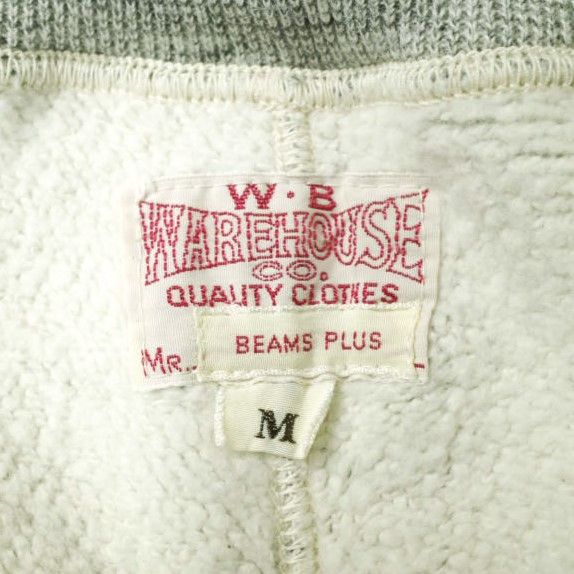 W·B
WAREHOUSE
CO.
QUALITY CLOTHES
BEAMS PLUS
MR.
M